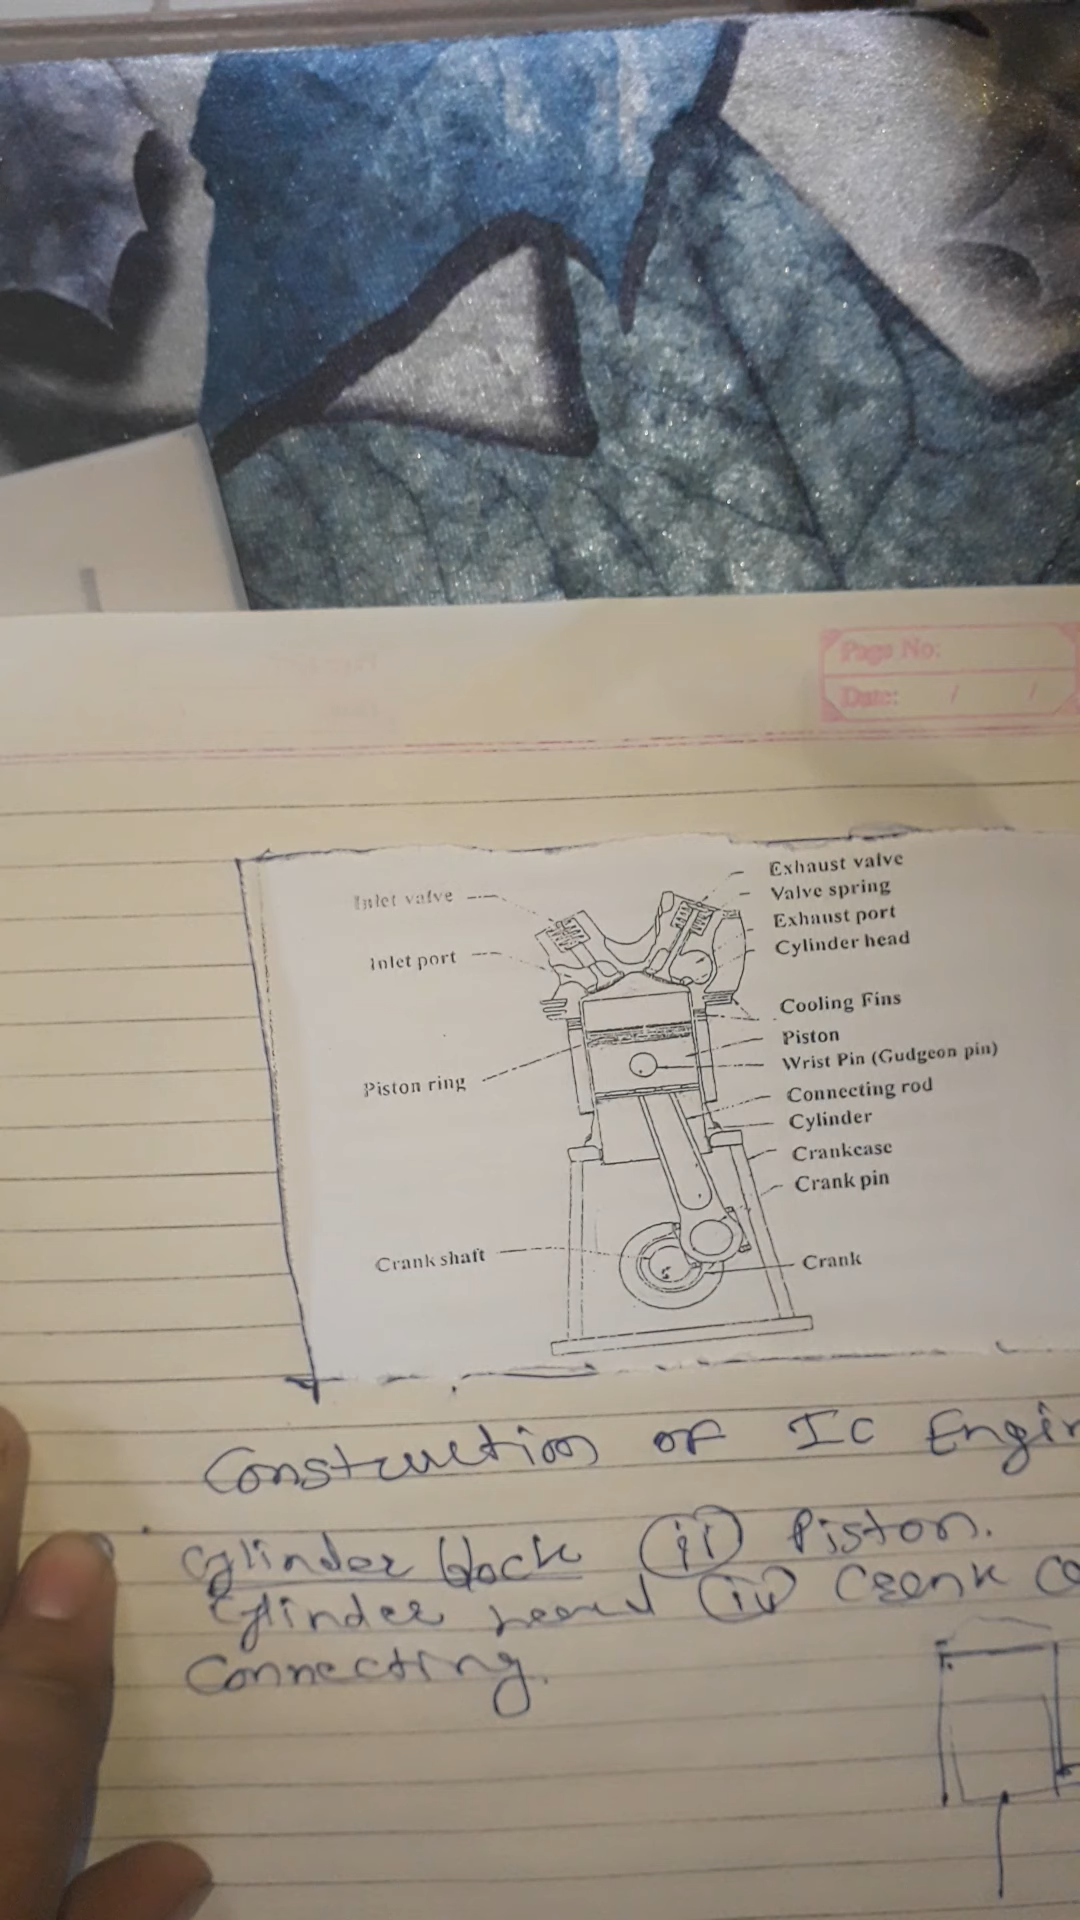 Page No:
Date: / /
Inlet valve
Inlet port
Piston ring
Crank shaft
Exhaust valve
Valve spring
Exhaust port
Cylinder head
Cooling Fins
Piston
Wrist Pin (Gudgeon pin)
Connecting rod
Cylinder
Crankcase
Crank pin
Crank
Construction of IC Engin
Cylinder block (ii) Piston.
Cylinder head (iv) Crank
Connecting.